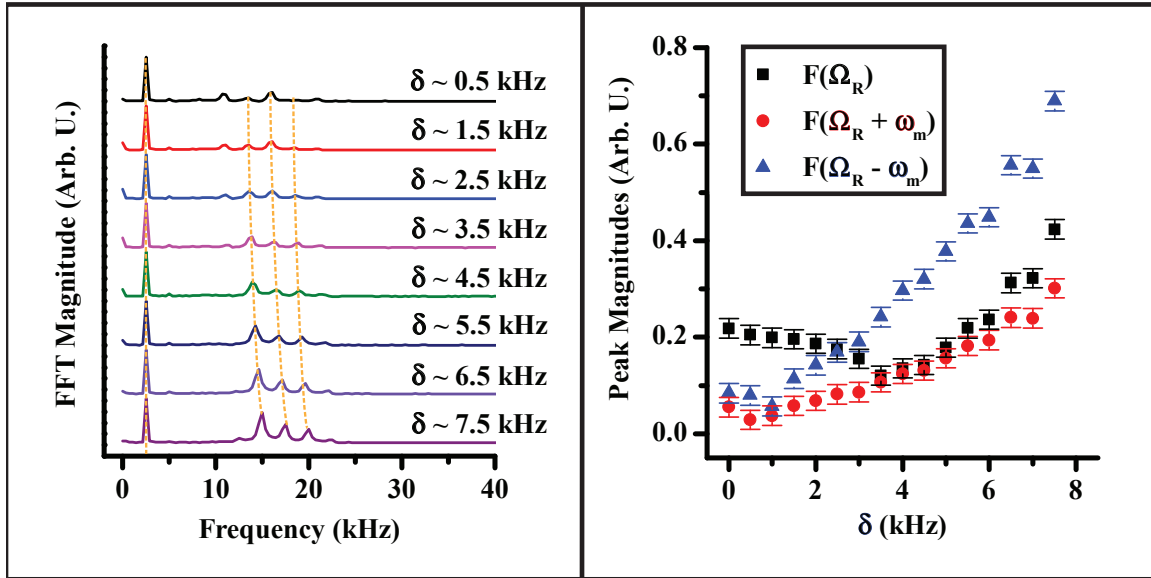 FFT Magnitude (Arb. U.)
δ ~ 0.5 kHz
δ ~ 1.5 kHz
δ ~ 2.5 kHz
δ ~ 3.5 kHz
δ ~ 4.5 kHz
δ ~ 5.5 kHz
δ ~ 6.5 kHz
δ ~ 7.5 kHz
0 10 20 30 40
Frequency (kHz)
Peak Magnitudes (Arb. U.)
0.8
0.6
0.4
0.2
0.0
F(Ω_R)
F(Ω_R + ω_m)
F(Ω_R - ω_m)
0 2 4 6 8
δ (kHz)